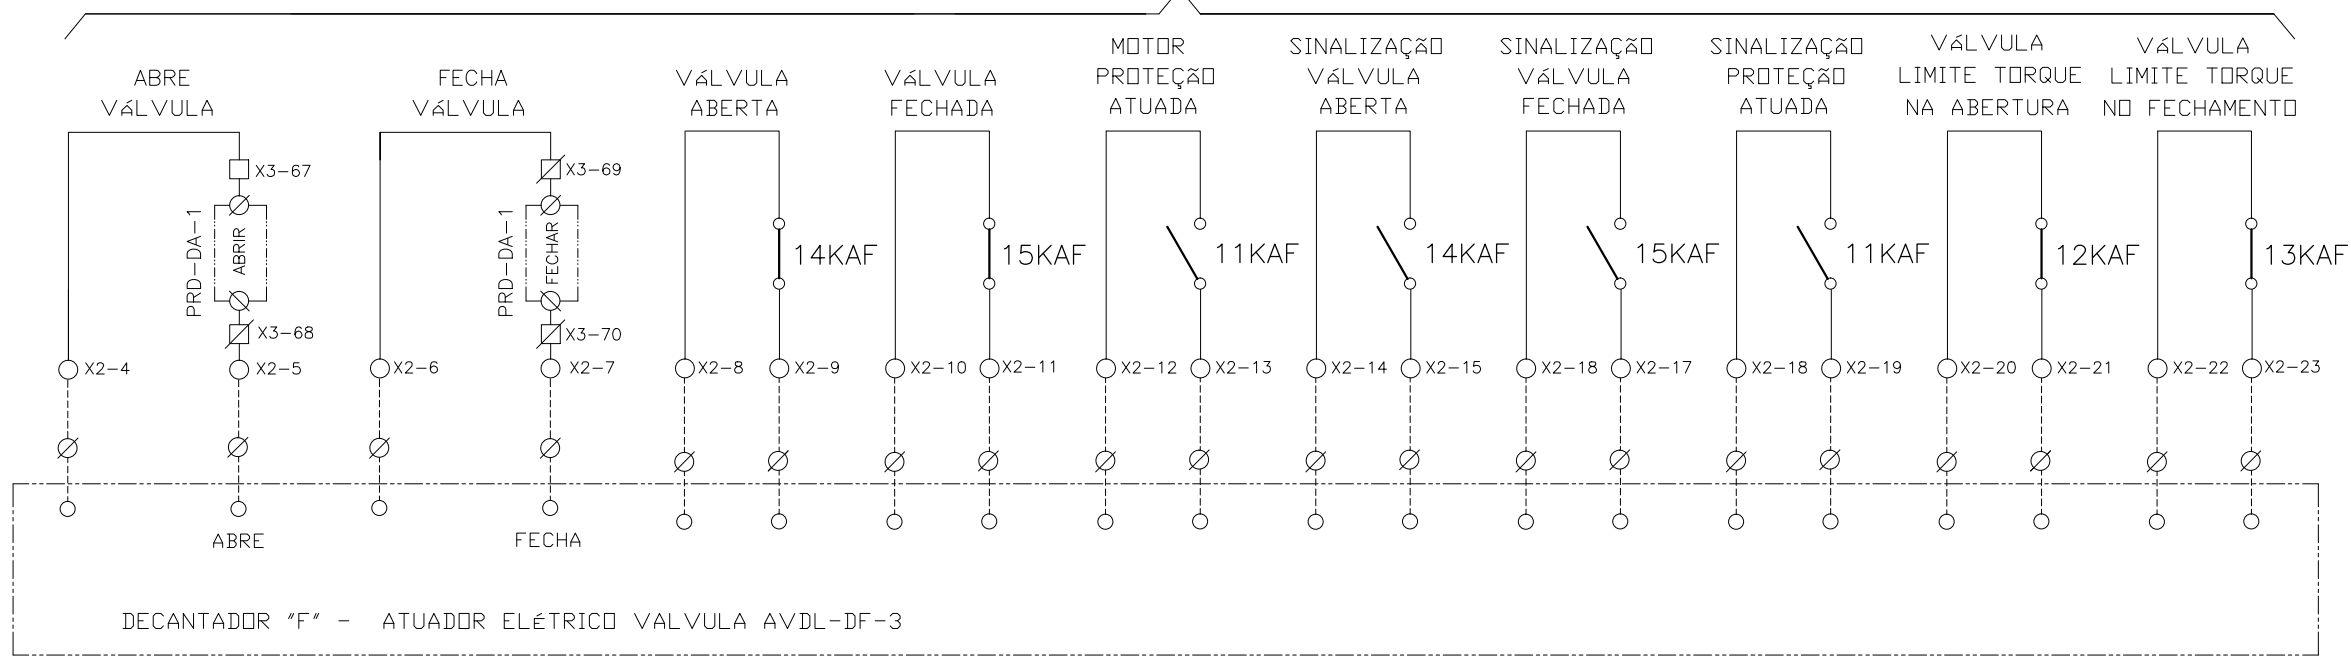 ABRE
VáLVULA
FECHA
VáLVULA
VáLVULA
ABERTA
VáLVULA
FECHADA
MOTOR
PROTEÇãO
ATUADA
SINALIZAÇãO
VáLVULA
ABERTA
SINALIZAÇãO
VáLVULA
FECHADA
SINALIZAÇãO
PROTEÇãO
ATUADA
VáLVULA
LIMITE TORQUE
NA ABERTURA
VáLVULA
LIMITE TORQUE
NO FECHAMENTO
X3-67
X3-69
PRD-DA-1
ABRIR
PRD-DA-1
FECHAR
14KAF
15KAF
11KAF
14KAF
15KAF
11KAF
12KAF
13KAF
X3-68
X3-70
X2-4
X2-5
X2-6
X2-7
X2-8
X2-9
X2-10
X2-11
X2-12
X2-13
X2-14
X2-15
X2-18
X2-17
X2-18
X2-19
X2-20
X2-21
X2-22
X2-23
ABRE
FECHA
DECANTADOR "F" - ATUADOR ELéTRICO VALVULA AVDL-DF-3